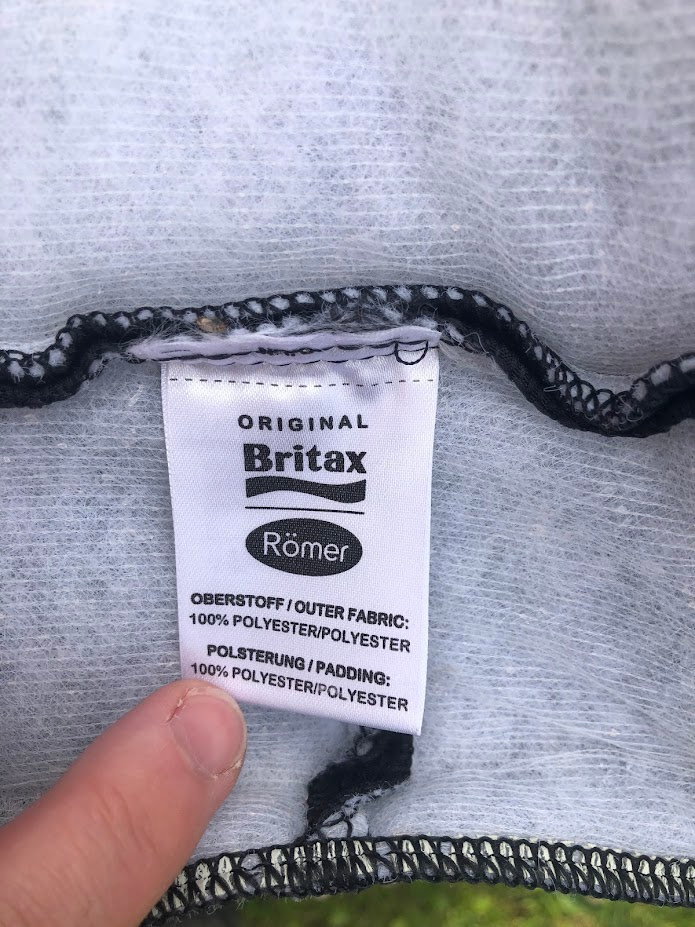 ORIGINAL
Britax
Römer
OBERSTOFF / OUTER FABRIC:
100% POLYESTER/POLYESTER
POLSTERUNG / PADDING:
100% POLYESTER/POLYESTER